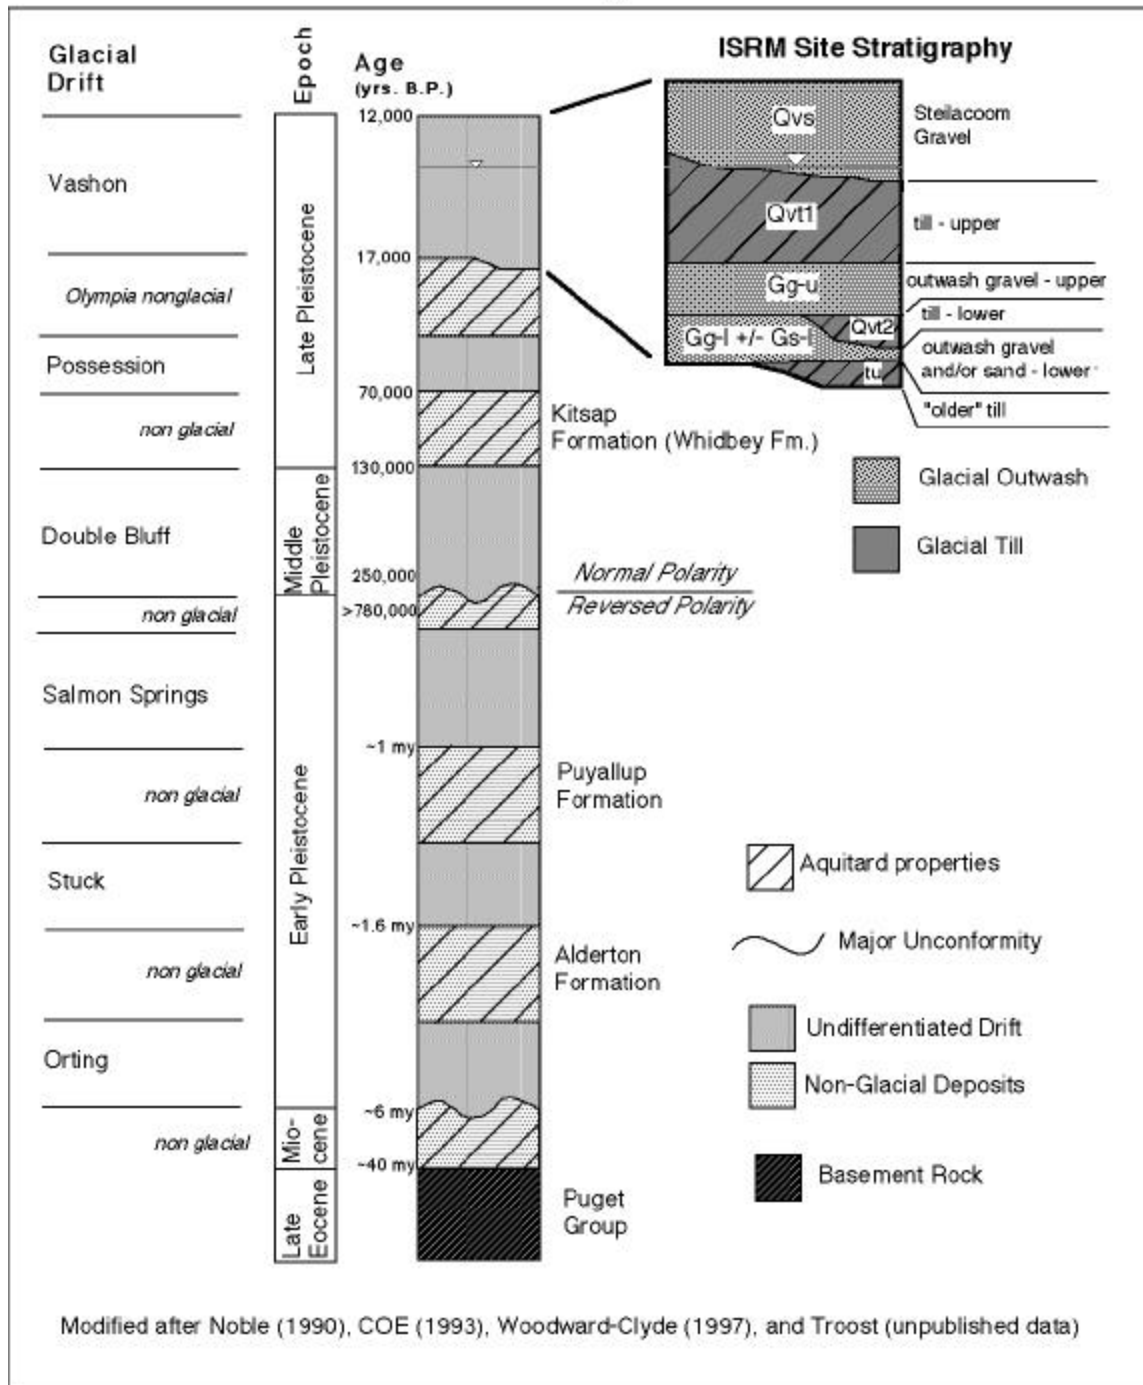 Glacial
Drift
Epoch
Age
(yrs. B.P.)
ISRM Site Stratigraphy
12,000
Vashon
17,000
Olympia nonglacial
Possession
70,000
non glacial
130,000
Double Bluff
250,000
>780,000
non glacial
Salmon Springs
~1 my
non glacial
Stuck
~1.6 my
non glacial
Orting
~6 my
non glacial
~40 my
Late Pleistocene
Middle
Pleistocene
Early Pleistocene
Mio-
cene
Late
Eocene
Kitsap
Formation (Whidbey Fm.)
Normal Polarity
Reversed Polarity
Puyallup
Formation
Alderton
Formation
Puget
Group
Qvs
Qvt1
Gg-u
Qvt2
Gg-l +/- Gs-l
tu
Steilacoom
Gravel
till - upper
outwash gravel - upper
till - lower
outwash gravel
and/or sand - lower
"older" till
Glacial Outwash
Glacial Till
Aquitard properties
Major Unconformity
Undifferentiated Drift
Non-Glacial Deposits
Basement Rock
Modified after Noble (1990), COE (1993), Woodward-Clyde (1997), and Troost (unpublished data)